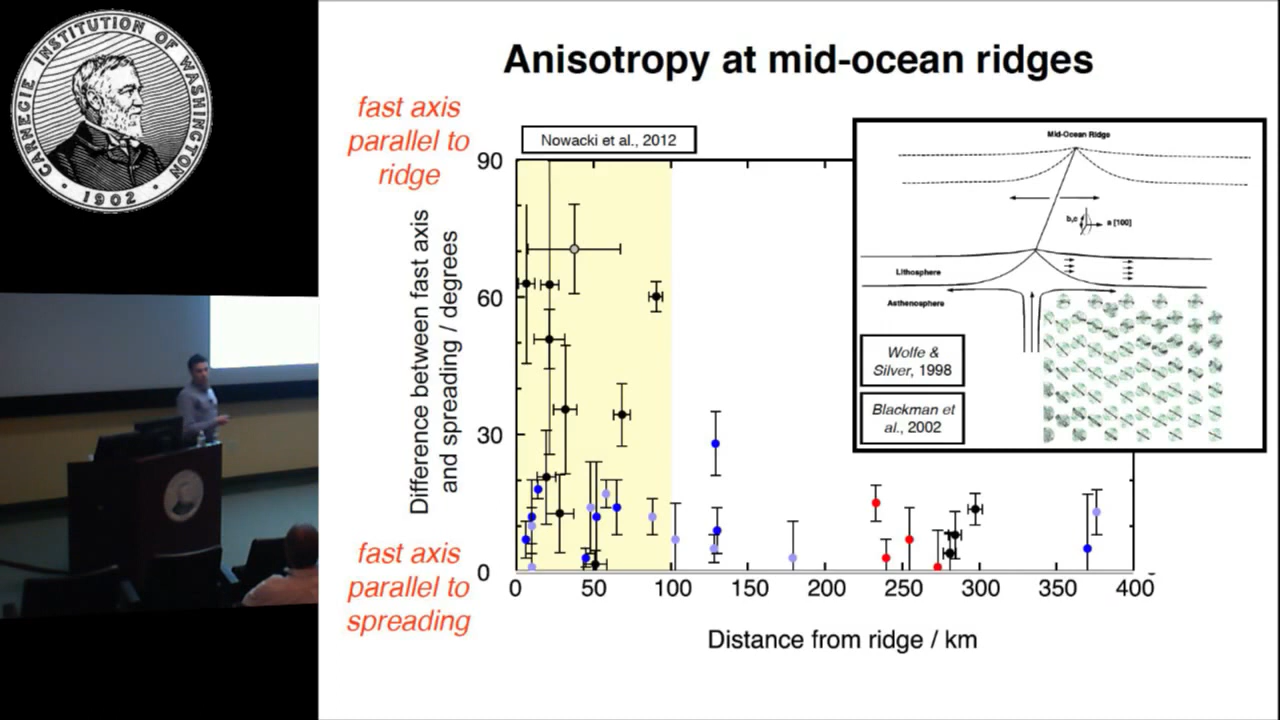 CARNEGIE INSTITUTION OF WASHINGTON
· 1902 ·
Anisotropy at mid-ocean ridges
fast axis
parallel to
ridge
Nowacki et al., 2012
90
60
30
0
Difference between fast axis
and spreading / degrees
fast axis
parallel to
spreading
0 50 100 150 200 250 300 350 400
Distance from ridge / km
Mid-Ocean Ridge
b,c
a [100]
Lithosphere
Asthenosphere
Wolfe &
Silver, 1998
Blackman et
al., 2002